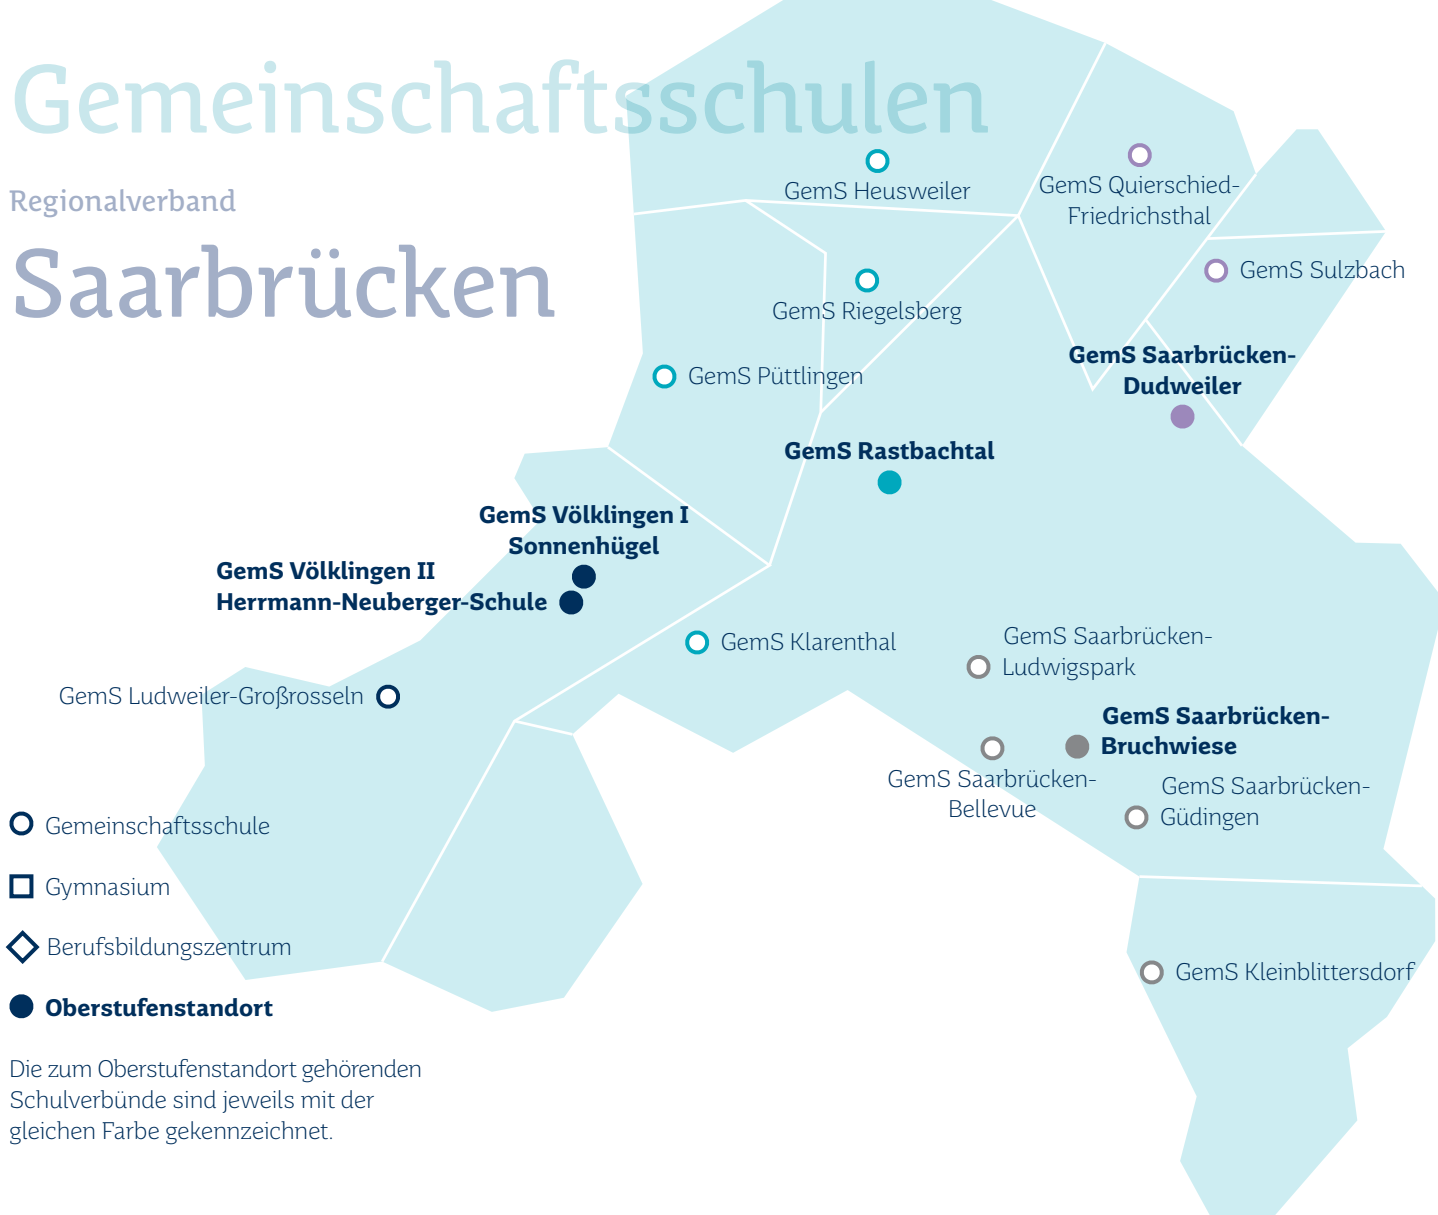 Gemeinschaftsschulen
Regionalverband
Saarbrücken
GemS Heusweiler
GemS Quierschied-
Friedrichsthal
GemS Sulzbach
GemS Riegelsberg
GemS Püttlingen
GemS Saarbrücken-
Dudweiler
GemS Rastbachtal
GemS Völklingen I
Sonnenhügel
GemS Völklingen II
Herrmann-Neuberger-Schule
GemS Klarenthal
GemS Saarbrücken-
Ludwigspark
GemS Ludweiler-Großrosseln
GemS Saarbrücken-
Bruchwiese
GemS Saarbrücken-
Bellevue
GemS Saarbrücken-
Güdingen
GemS Kleinblittersdorf
Gemeinschaftsschule
Gymnasium
Berufsbildungszentrum
Oberstufenstandort
Die zum Oberstufenstandort gehörenden
Schulverbünde sind jeweils mit der
gleichen Farbe gekennzeichnet.